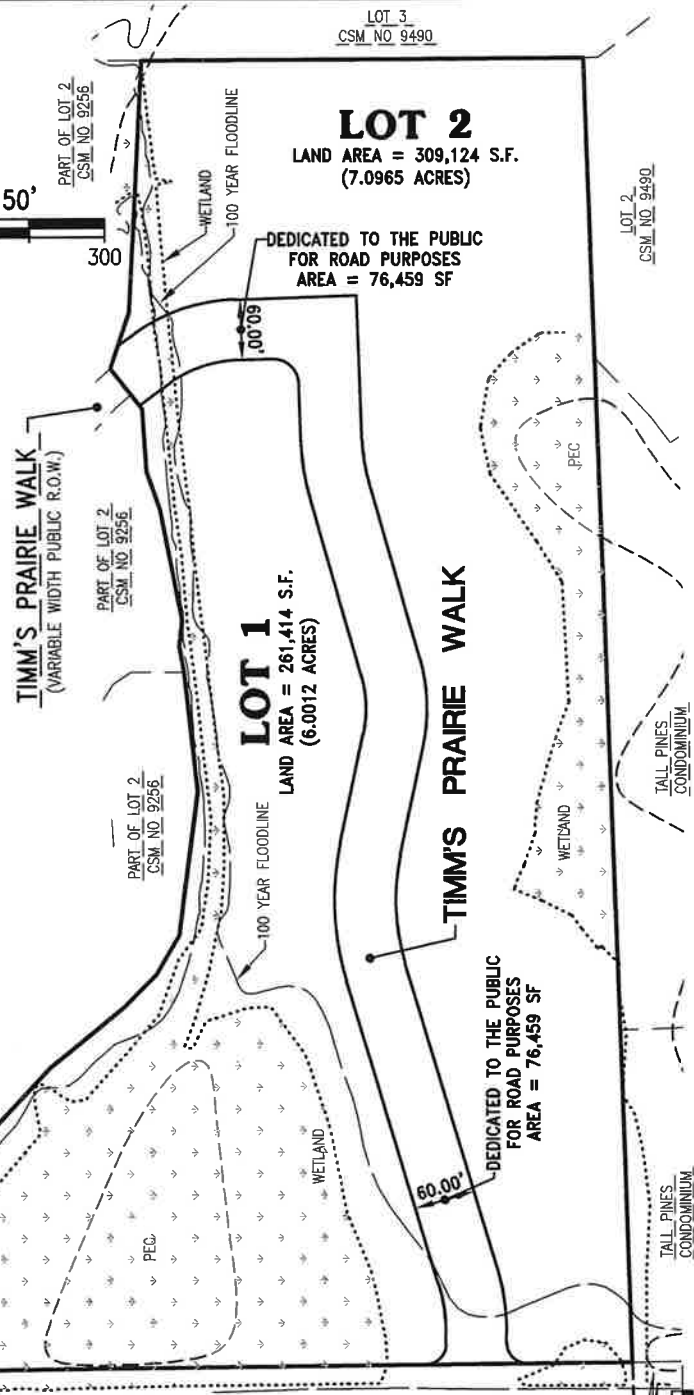 LOT 3
CSM NO 9490
PART OF LOT 2
CSM NO 9256
50'
300
LOT 2
LAND AREA = 309,124 S.F.
(7.0965 ACRES)
WETLAND
100 YEAR FLOODLINE
LOT 2
CSM NO 9490
DEDICATED TO THE PUBLIC
FOR ROAD PURPOSES
AREA = 76,459 SF
60.00'
TIMM'S PRAIRIE WALK
(VARIABLE WIDTH PUBLIC R.O.W.)
PART OF LOT 2
CSM NO 9256
PEC
LOT 1
LAND AREA = 261,414 S.F.
(6.0012 ACRES)
TIMM'S PRAIRIE WALK
PART OF LOT 2
CSM NO 9256
100 YEAR FLOODLINE
WETLAND
TALL PINES
CONDOMINIUM
DEDICATED TO THE PUBLIC
FOR ROAD PURPOSES
AREA = 76,459 SF
60.00'
WETLAND
PEC
TALL PINES
CONDOMINIUM